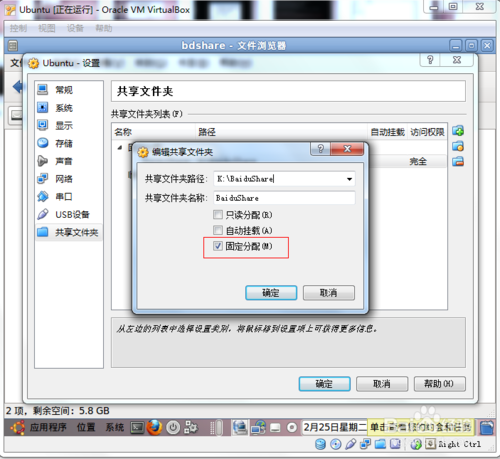 Ubuntu [正在运行] - Oracle VM VirtualBox
控制 视图 设备 帮助
bdshare - 文件浏览器
Ubuntu - 设置
常规
系统
显示
存储
声音
网络
串口
USB设备
共享文件夹
共享文件夹
共享文件夹列表(F)
名称 路径 自动挂载 访问权限
完全
编辑共享文件夹
共享文件夹路径: K:\BaiduShare
共享文件夹名称: BaiduShare
只读分配(R)
自动挂载(A)
固定分配(M)
确定 取消
从左边的列表中选择设置类别, 将鼠标移到设置项上可获得更多信息。
确定 取消 帮助(H)
2 项, 剩余空间: 5.8 GB
应用程序 位置 系统 2月25日星期二
Right Ctrl